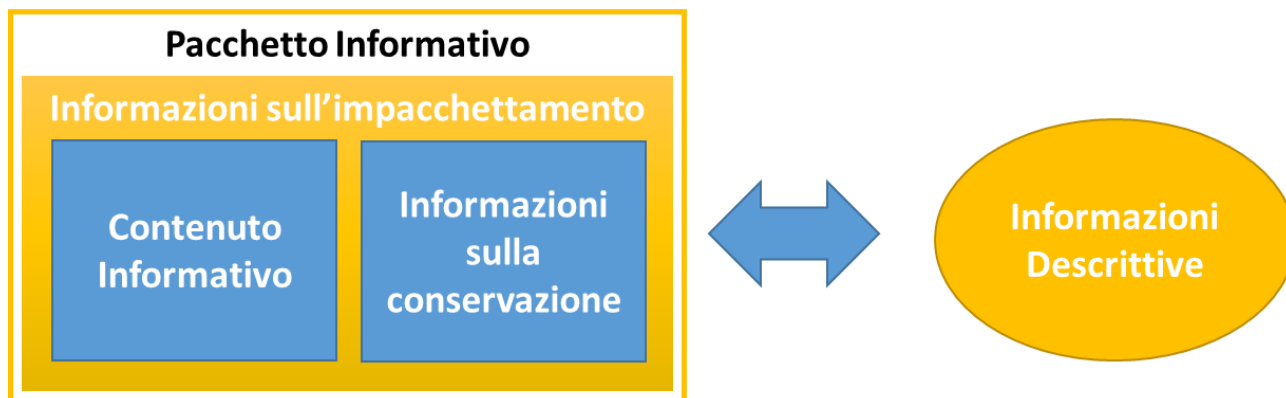 Pacchetto Informativo
Informazioni sull’impacchettamento
Contenuto
Informativo
Informazioni
sulla
conservazione
Informazioni
Descrittive